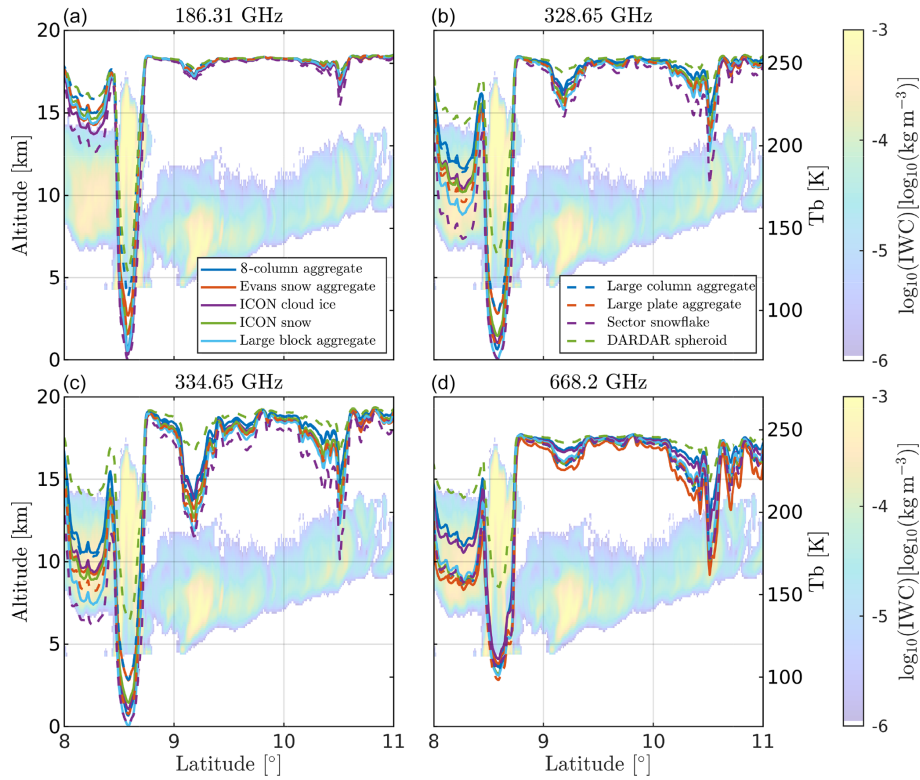 (a) 186.31 GHz
(b) 328.65 GHz
20
15
10
5
0
Altitude [km]
8-column aggregate
Evans snow aggregate
ICON cloud ice
ICON snow
Large block aggregate
250
200
150
100
Tb [K]
Large column aggregate
Large plate aggregate
Sector snowflake
DARDAR spheroid
-3
-4
-5
-6
log10(IWC)[log10(kg m−3)]
(c) 334.65 GHz
(d) 668.2 GHz
20
15
10
5
0
Altitude [km]
8 9 10 11
Latitude [°]
250
200
150
100
Tb [K]
8 9 10 11
Latitude [°]
-3
-4
-5
-6
log10(IWC)[log10(kg m−3)]